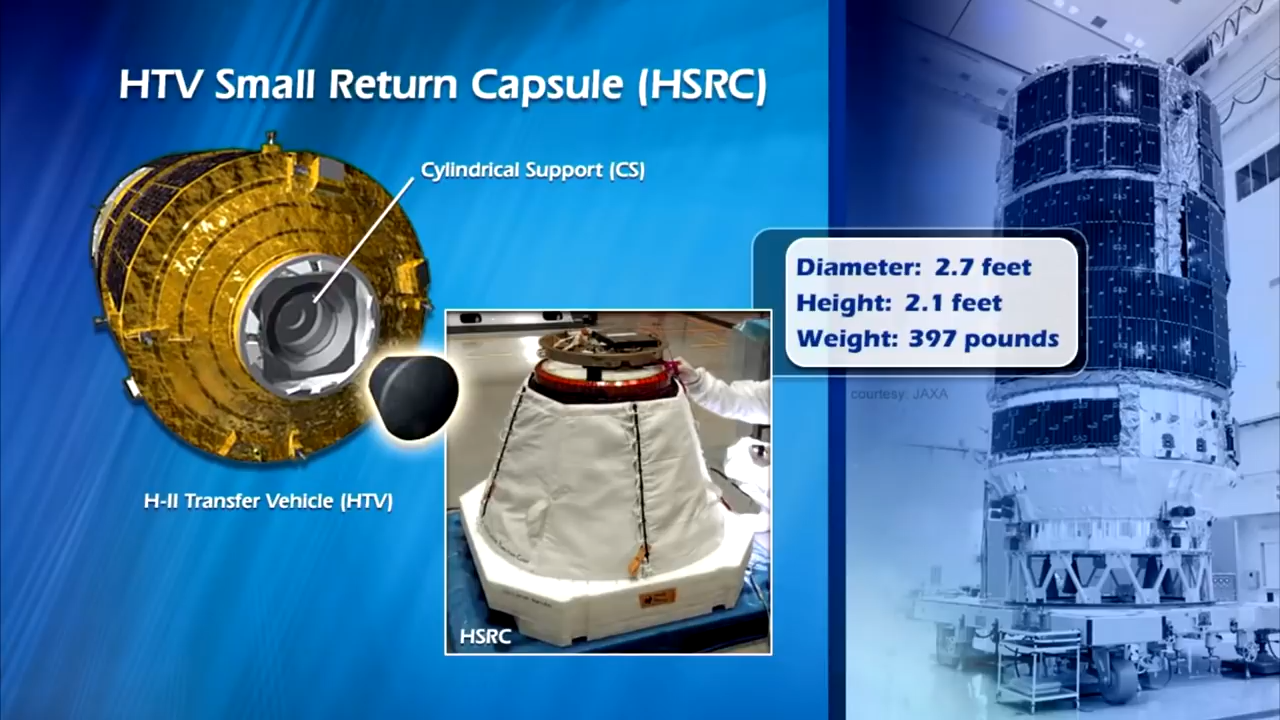 HTV Small Return Capsule (HSRC)
Cylindrical Support (CS)
Diameter: 2.7 feet
Height: 2.1 feet
Weight: 397 pounds
courtesy: JAXA
H-II Transfer Vehicle (HTV)
HSRC